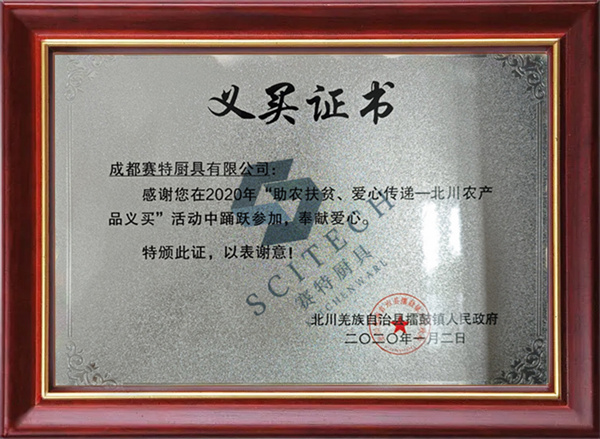 义买证书
成都赛特厨具有限公司:
感谢您在2020年“助农扶贫、爱心传递—北川农产
品义买”活动中踊跃参加,奉献爱心。
特颁此证,以表谢意!
SCITECH
赛特厨具
CHENWARE
北川羌族自治县擂鼓镇人民政府
二〇二〇年一月二日